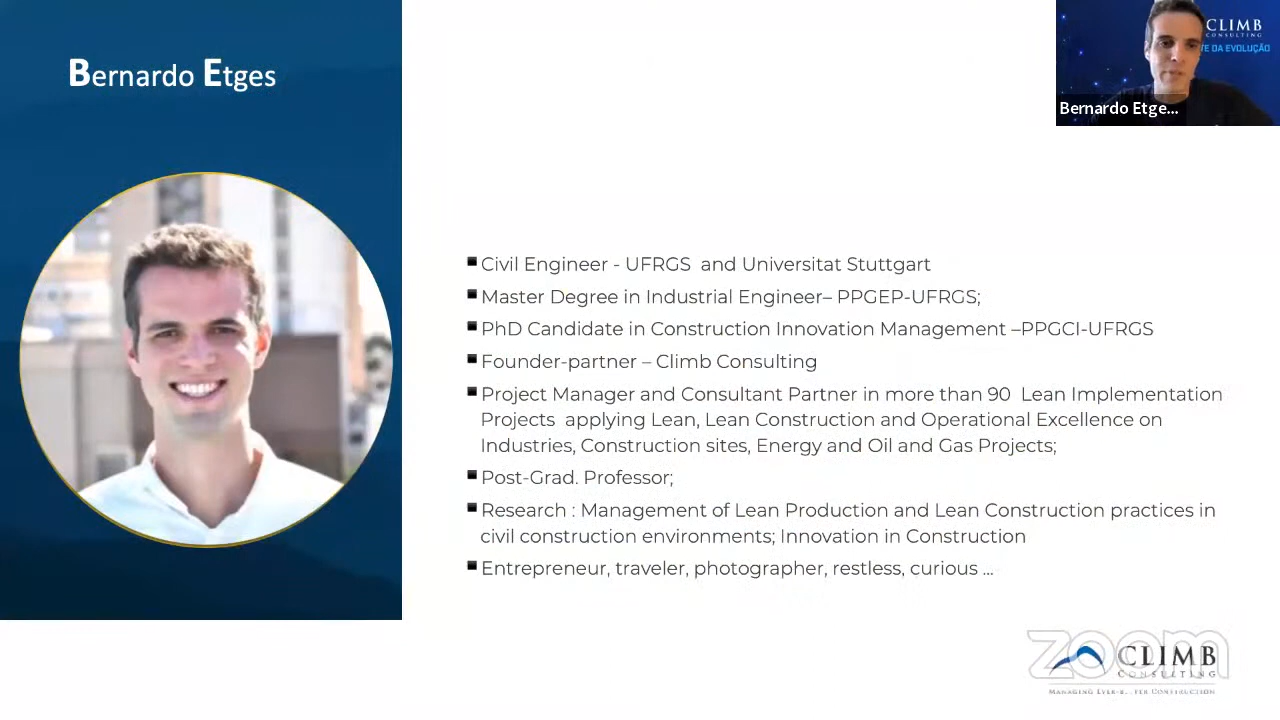 Bernardo Etges
CLIMB
CONSULTING
TE DA EVOLUÇÃO
Bernardo Etge...
Civil Engineer - UFRGS and Universitat Stuttgart
Master Degree in Industrial Engineer– PPGEP-UFRGS;
PhD Candidate in Construction Innovation Management –PPGCI-UFRGS
Founder-partner – Climb Consulting
Project Manager and Consultant Partner in more than 90 Lean Implementation
Projects applying Lean, Lean Construction and Operational Excellence on
Industries, Construction sites, Energy and Oil and Gas Projects;
Post-Grad. Professor;
Research : Management of Lean Production and Lean Construction practices in
civil construction environments; Innovation in Construction
Entrepreneur, traveler, photographer, restless, curious ...
zoom
CLIMB
CONSULTING
Managing Construction